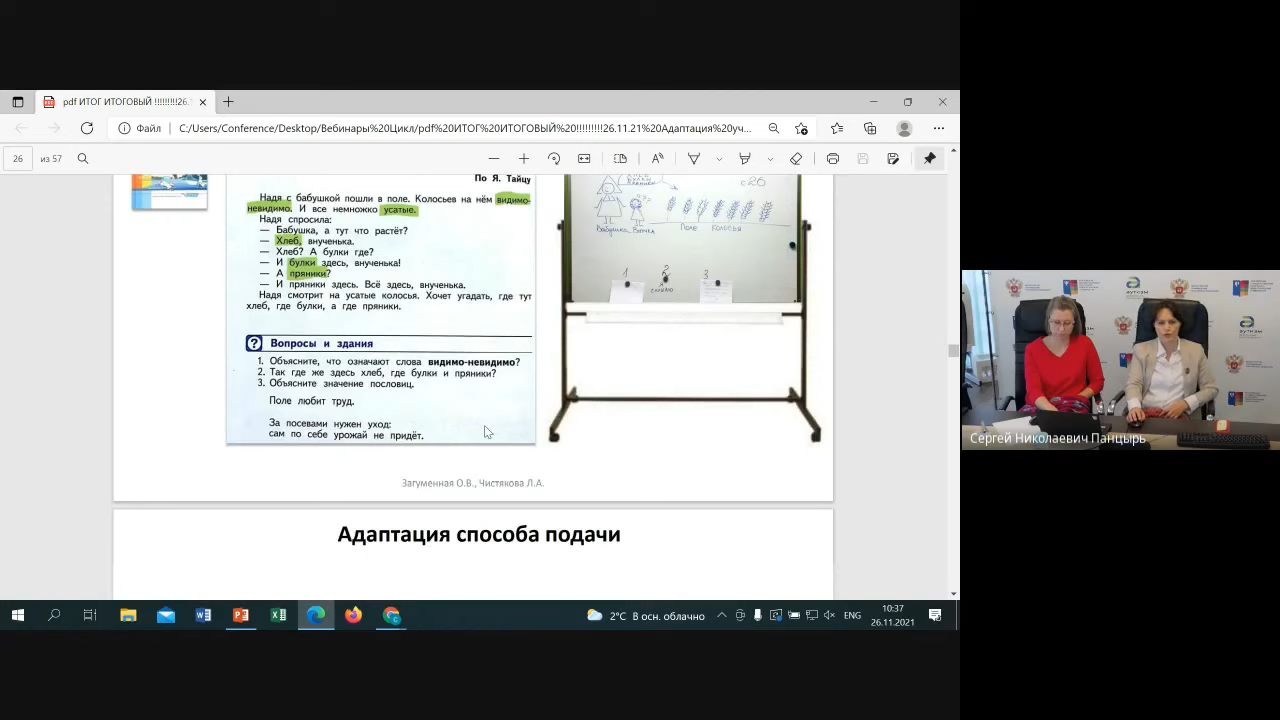 pdf ИТОГ ИТОГОВЫЙ !!!!!!!!!26.
Файл
C:/Users/Conference/Desktop/Вебинары%20Цикл/pdf%20ИТОГ%20ИТОГОВЫЙ%20!!!!!!!!!26.11.21%20Адаптация%20уч...
26 из 57
По Я. Тайцу
Надя с бабушкой пошли в поле. Колосьев на нём видимо-
невидимо. И все немножко усатые.
Надя спросила:
— Бабушка, а тут что растёт?
— Хлеб, внученька.
— Хлеб? А булки где?
— И булки здесь, внученька!
— А пряники?
— И пряники здесь. Всё здесь, внученька.
Надя смотрит на усатые колосья. Хочет угадать, где тут
хлеб, где булки, а где пряники.
? Вопросы и здания
1. Объясните, что означают слова видимо-невидимо?
2. Так где же здесь хлеб, где булки и пряники?
3. Объясните значение пословиц.
Поле любит труд.
За посевами нужен уход:
сам по себе урожай не придёт.
с26
Бабушка Поле Колосья
1 2 3
Загуменная О.В., Чистякова Л.А.
Адаптация способа подачи
аутизм
Сергей Николаевич Панцырь
2°C В осн. облачно
ENG
10:37
26.11.2021